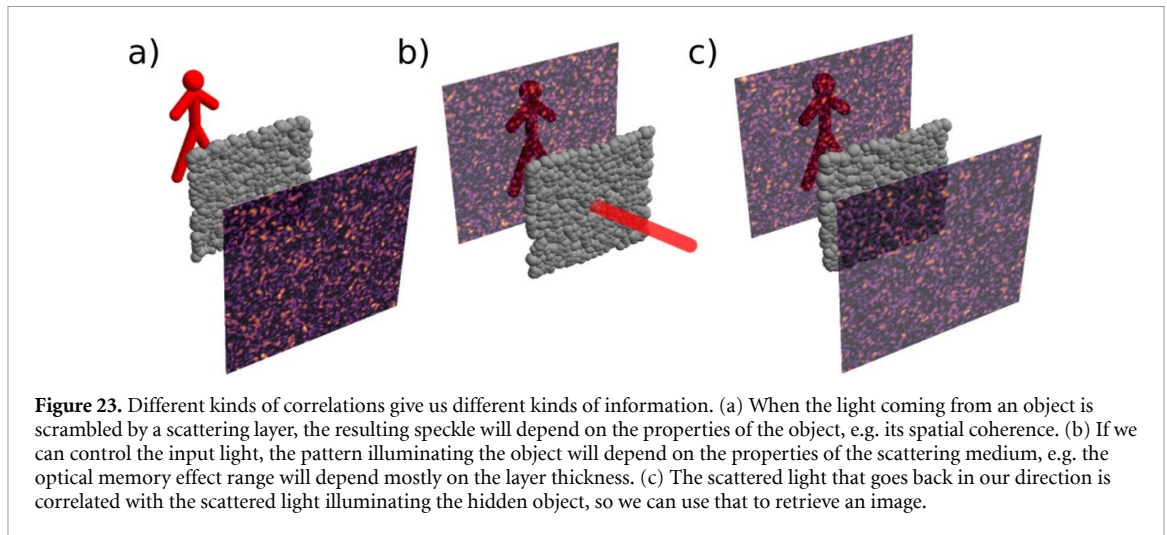 a) b) c)
Figure 23. Different kinds of correlations give us different kinds of information. (a) When the light coming from an object is
scrambled by a scattering layer, the resulting speckle will depend on the properties of the object, e.g. its spatial coherence. (b) If we
can control the input light, the pattern illuminating the object will depend on the properties of the scattering medium, e.g. the
optical memory effect range will depend mostly on the layer thickness. (c) The scattered light that goes back in our direction is
correlated with the scattered light illuminating the hidden object, so we can use that to retrieve an image.